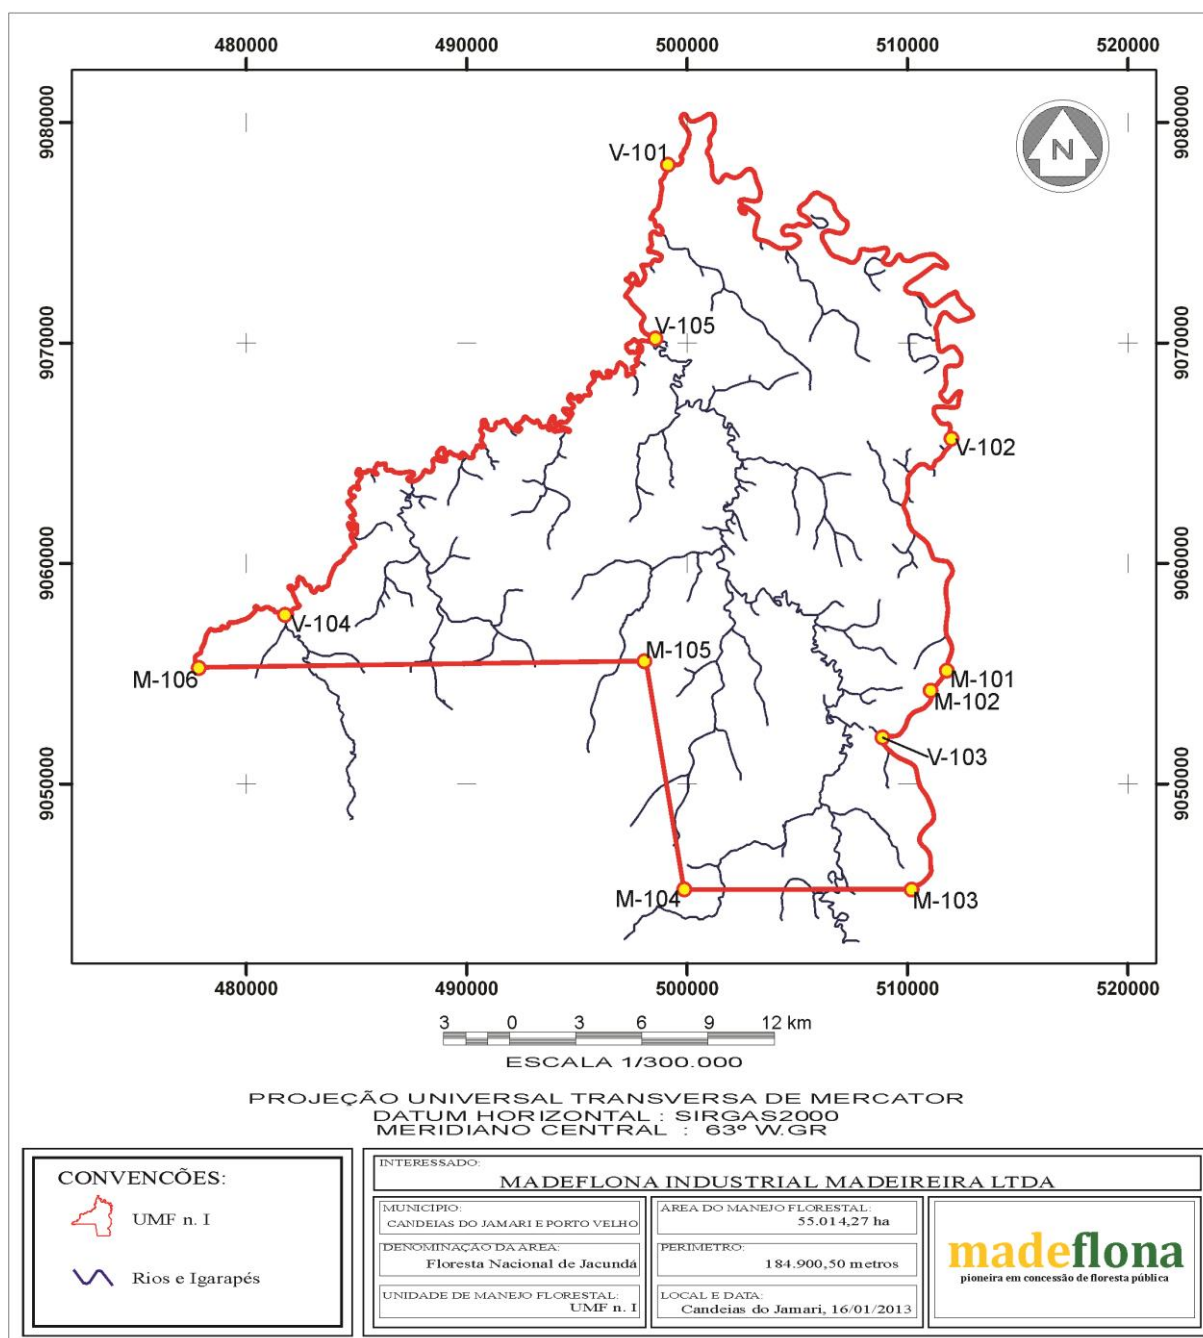 480000 490000 500000 510000 520000
9080000 9080000
N
V-101
V-105
9070000 9070000
V-102
9060000 9060000
V-104
M-105
M-106
M-101
M-102
V-103
9050000 9050000
M-104
M-103
480000 490000 500000 510000 520000
3 0 3 6 9 12 km
ESCALA 1/300.000
PROJEÇÃO UNIVERSAL TRANSVERSA DE MERCATOR
DATUM HORIZONTAL : SIRGAS2000
MERIDIANO CENTRAL : 63º W.GR
CONVENCÕES:
UMF n. I
Rios e Igarapés
INTERESSADO:
MADEFLONA INDUSTRIAL MADEIREIRA LTDA
MUNICÍPIO:
CANDEIAS DO JAMARI E PORTO VELHO
ÁREA DO MANEJO FLORESTAL:
55.014,27 ha
DENOMINAÇÃO DA ÁREA:
Floresta Nacional de Jacundá
PERÍMETRO:
184.900,50 metros
UNIDADE DE MANEJO FLORESTAL:
UMF n. I
LOCAL E DATA:
Candeias do Jamari, 16/01/2013
madeflona
pioneira em concessão de floresta pública